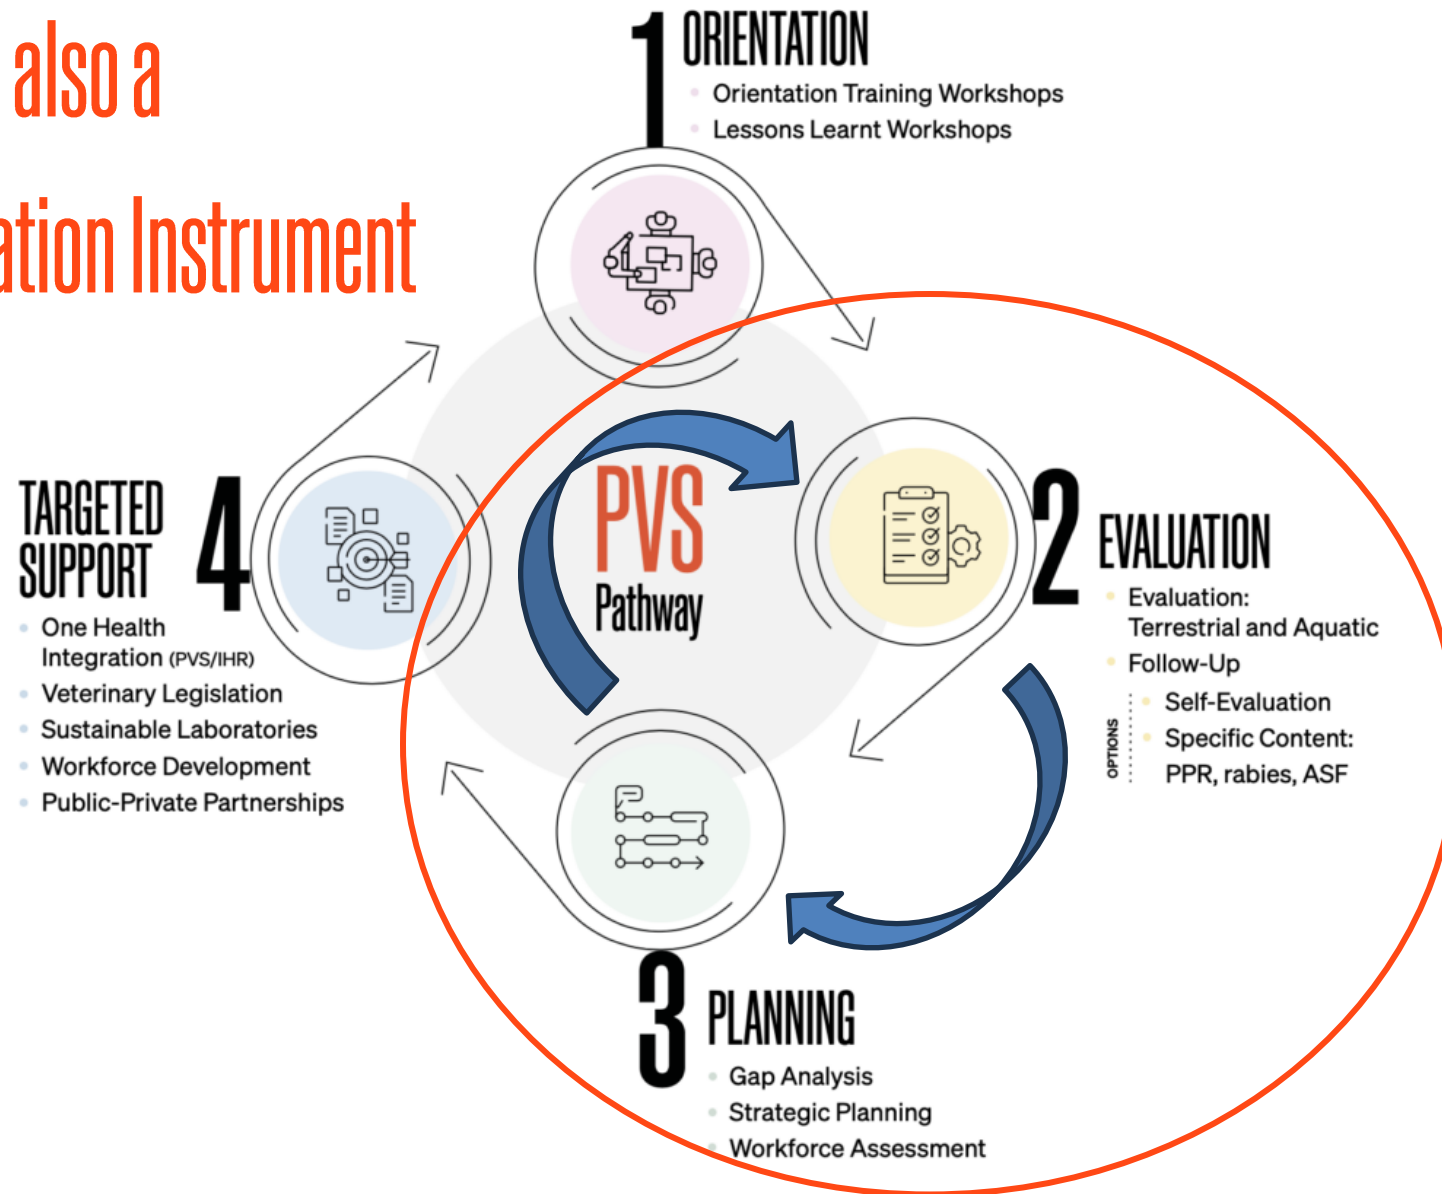 also a
ation Instrument
1 ORIENTATION
Orientation Training Workshops
Lessons Learnt Workshops
PVS
Pathway
2 EVALUATION
Evaluation:
Terrestrial and Aquatic
Follow-Up
OPTIONS
Self-Evaluation
Specific Content:
PPR, rabies, ASF
3 PLANNING
Gap Analysis
Strategic Planning
Workforce Assessment
TARGETED
SUPPORT
4
One Health
Integration (PVS/IHR)
Veterinary Legislation
Sustainable Laboratories
Workforce Development
Public-Private Partnerships